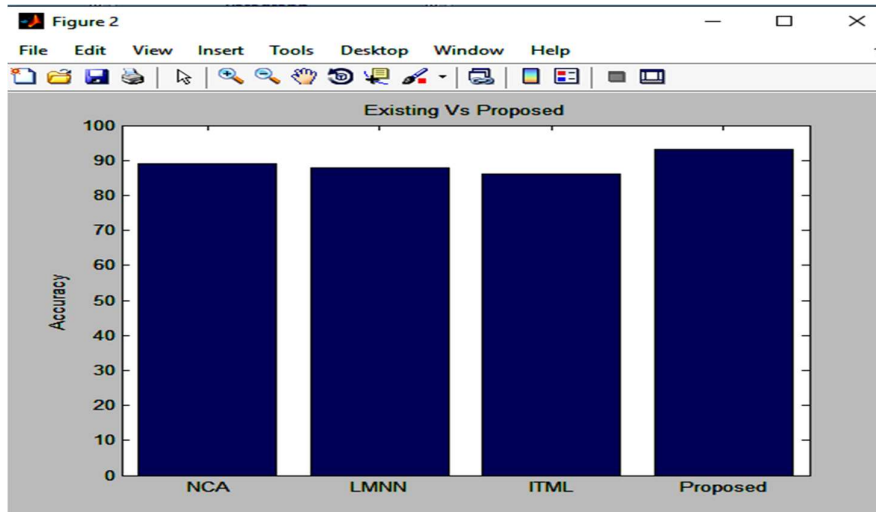 Figure 2
File Edit View Insert Tools Desktop Window Help
Existing Vs Proposed
100
90
80
70
60
50
40
30
20
10
0
Accuracy
NCA LMNN ITML Proposed